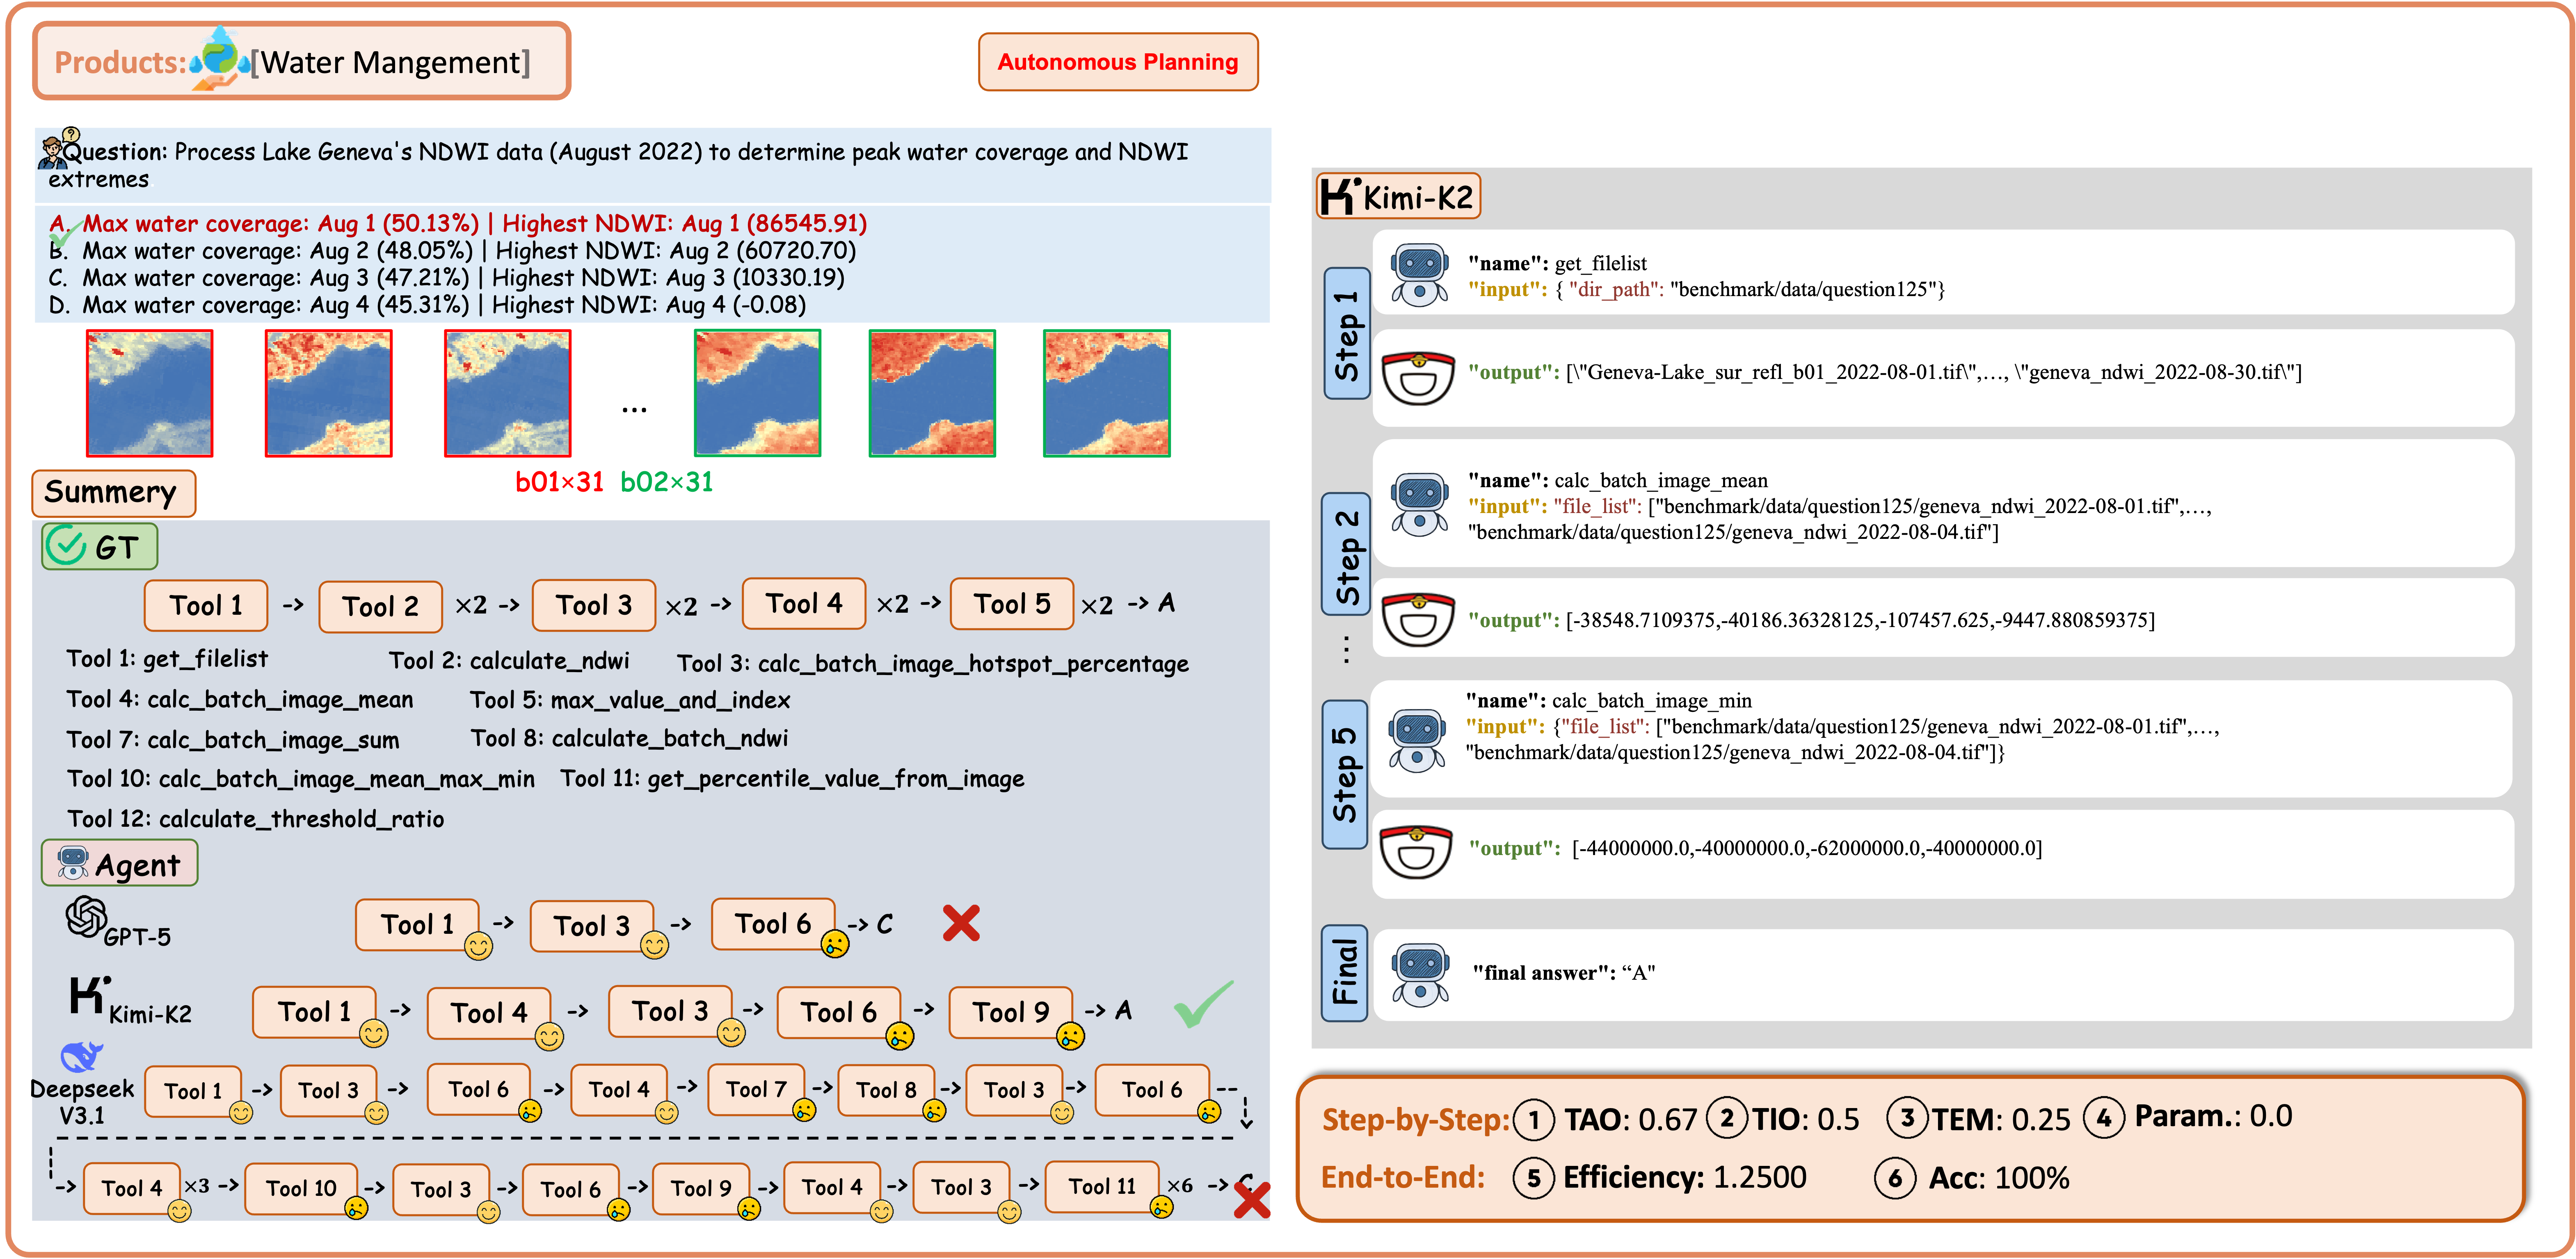 Products: [Water Mangement]
Autonomous Planning
Question: Process Lake Geneva's NDWI data (August 2022) to determine peak water coverage and NDWI
extremes
A. Max water coverage: Aug 1 (50.13%) | Highest NDWI: Aug 1 (86545.91)
B. Max water coverage: Aug 2 (48.05%) | Highest NDWI: Aug 2 (60720.70)
C. Max water coverage: Aug 3 (47.21%) | Highest NDWI: Aug 3 (10330.19)
D. Max water coverage: Aug 4 (45.31%) | Highest NDWI: Aug 4 (-0.08)
...
b01×31 b02×31
Summery
GT
Tool 1 -> Tool 2 ×2 -> Tool 3 ×2 -> Tool 4 ×2 -> Tool 5 ×2 -> A
Tool 1: get_filelist Tool 2: calculate_ndwi Tool 3: calc_batch_image_hotspot_percentage
Tool 4: calc_batch_image_mean Tool 5: max_value_and_index
Tool 7: calc_batch_image_sum Tool 8: calculate_batch_ndwi
Tool 10: calc_batch_image_mean_max_min Tool 11: get_percentile_value_from_image
Tool 12: calculate_threshold_ratio
Agent
GPT-5 Tool 1 -> Tool 3 -> Tool 6 -> C
Kimi-K2 Tool 1 -> Tool 4 -> Tool 3 -> Tool 6 -> Tool 9 -> A
Deepseek
V3.1
Tool 1 -> Tool 3 -> Tool 6 -> Tool 4 -> Tool 7 -> Tool 8 -> Tool 3 -> Tool 6 --
-> Tool 4 ×3 -> Tool 10 -> Tool 3 -> Tool 6 -> Tool 9 -> Tool 4 -> Tool 3 -> Tool 11 ×6 -> C
Kimi-K2
Step 1
"name": get_filelist
"input": { "dir_path": "benchmark/data/question125"}
"output": [\"Geneva-Lake_sur_refl_b01_2022-08-01.tif\",..., \"geneva_ndwi_2022-08-30.tif\"]
Step 2
"name": calc_batch_image_mean
"input": "file_list": ["benchmark/data/question125/geneva_ndwi_2022-08-01.tif",...,
"benchmark/data/question125/geneva_ndwi_2022-08-04.tif"]
"output": [-38548.7109375,-40186.36328125,-107457.625,-9447.880859375]
...
Step 5
"name": calc_batch_image_min
"input": {"file_list": ["benchmark/data/question125/geneva_ndwi_2022-08-01.tif",...,
"benchmark/data/question125/geneva_ndwi_2022-08-04.tif"]}
"output": [-44000000.0,-40000000.0,-62000000.0,-40000000.0]
Final
"final answer": “A"
Step-by-Step: 1 TAO: 0.67 2 TIO: 0.5 3 TEM: 0.25 4 Param.: 0.0
End-to-End: 5 Efficiency: 1.2500 6 Acc: 100%